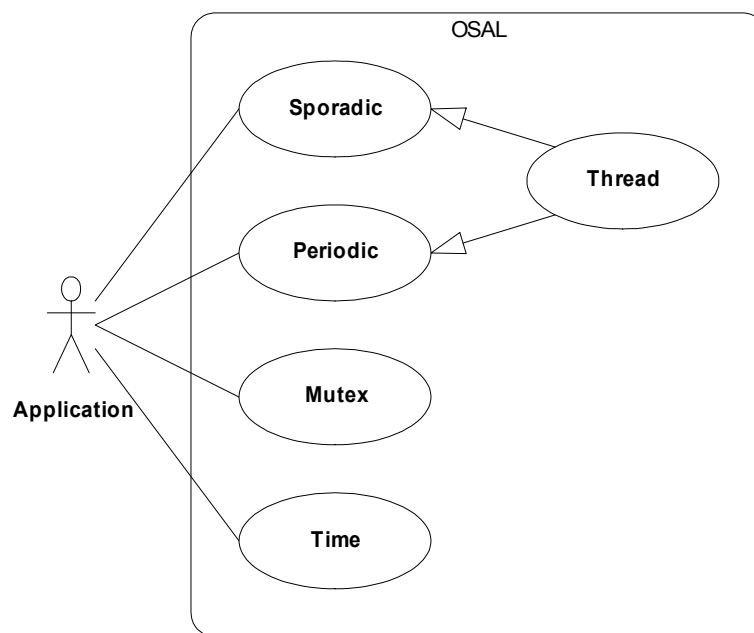 OSAL
Sporadic
Thread
Periodic
Mutex
Application
Time